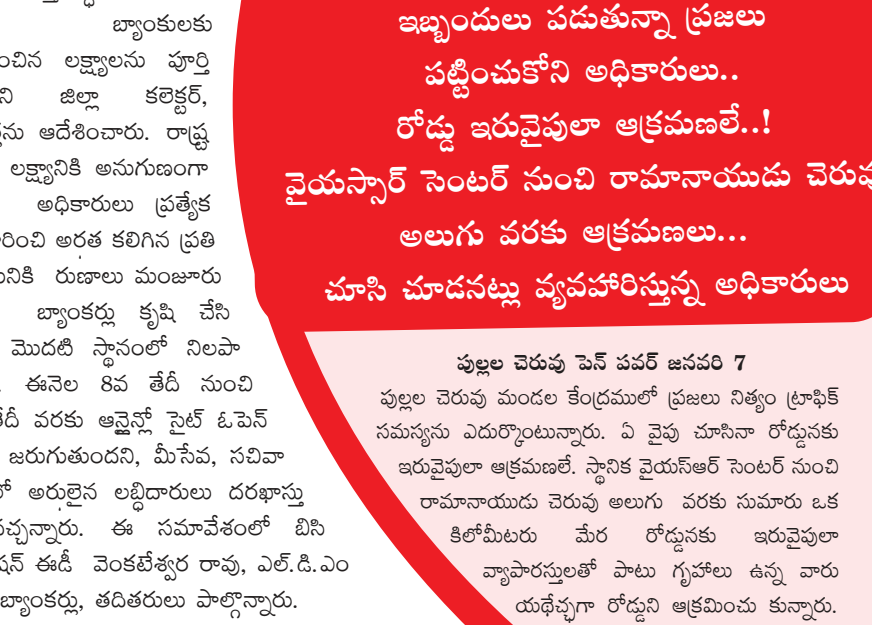 బ్యాంకులకు
లక్ష్యాలను పూర్తి
జిల్లా కలెక్టర్,
ఆదేశించారు. రాష్ట్ర
లక్ష్యానికి అనుగుణంగా
అధికారులు ప్రత్యేక
అర్హత కలిగిన ప్రతి
రుణాలు మంజూరు
బ్యాంకర్లు కృషి చేసి
మొదటి స్థానంలో నిలపా
ఈనెల 8వ తేదీ నుంచి
వరకు ఆన్లైన్లో సైట్ ఓపెన్
జరుగుతుందని, మీసేవ, సచివా
అర్హులైన లబ్ధిదారులు దరఖాస్తు
ఈ సమావేశంలో బిసి
ఈడీ వెంకటేశ్వర రావు, ఎల్.డి.ఎం
బ్యాంకర్లు, తదితరులు పాల్గొన్నారు.
ఇబ్బందులు పడుతున్నా ప్రజలు
పట్టించుకోని అధికారులు..
రోడ్డు ఇరువైపులా ఆక్రమణలే..!
వైయస్సార్ సెంటర్ నుంచి రామానాయుడు చెరువు
అలుగు వరకు ఆక్రమణలు...
చూసి చూడనట్లు వ్యవహారిస్తున్న అధికారులు
పుల్లల చెరువు పెన్ పవర్ జనవరి 7
పుల్లల చెరువు మండల కేంద్రములో ప్రజలు నిత్యం ట్రాఫిక్
సమస్యను ఎదుర్కొంటున్నారు. ఏ వైపు చూసినా రోడ్డునకు
ఇరువైపులా ఆక్రమణలే. స్థానిక వైయస్ఆర్ సెంటర్ నుంచి
రామానాయుడు చెరువు అలుగు వరకు సుమారు ఒక
కిలోమీటరు మేర రోడ్డునకు ఇరువైపులా
వ్యాపారస్తులతో పాటు గృహాలు ఉన్న వారు
యథేచ్ఛగా రోడ్డుని ఆక్రమించు కున్నారు.